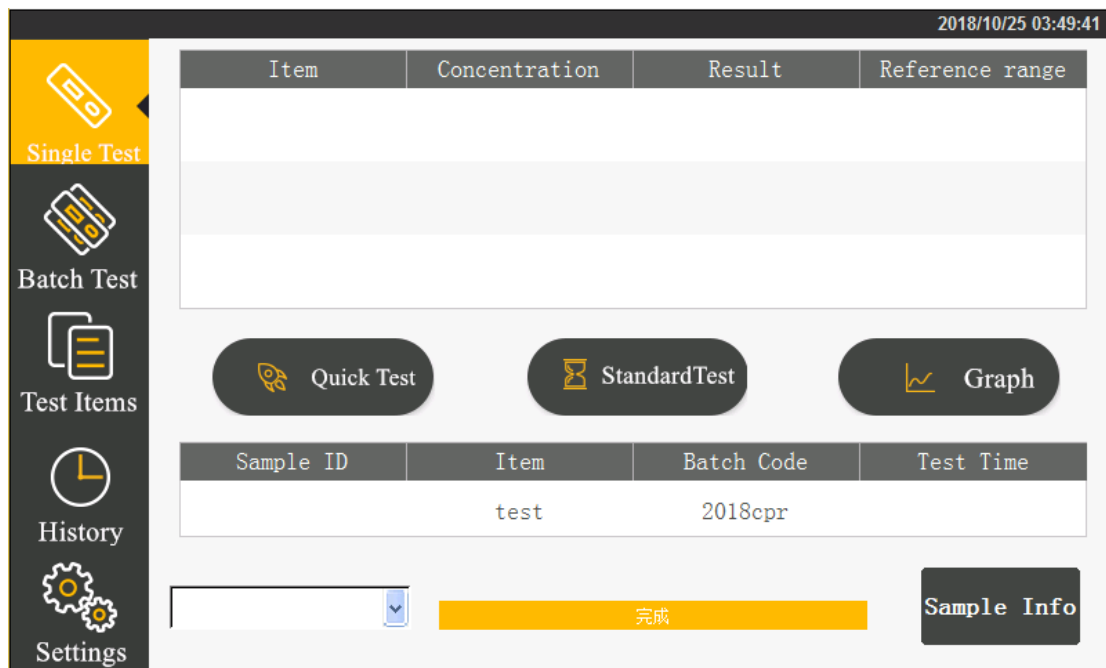 2018/10/25 03:49:41
Single Test
Batch Test
Test Items
History
Settings
Item Concentration Result Reference range
Quick Test StandardTest Graph
Sample ID Item Batch Code Test Time
test 2018cpr
完成 Sample Info